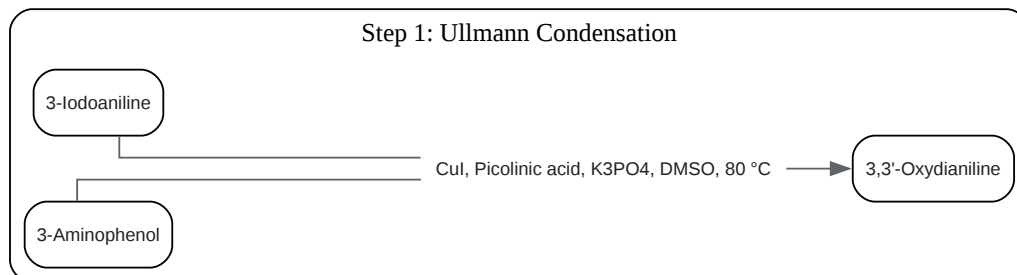 Step 1: Ullmann Condensation
3-Iodoaniline
CuI, Picolinic acid, K3PO4, DMSO, 80 °C
3,3'-Oxydianiline
3-Aminophenol